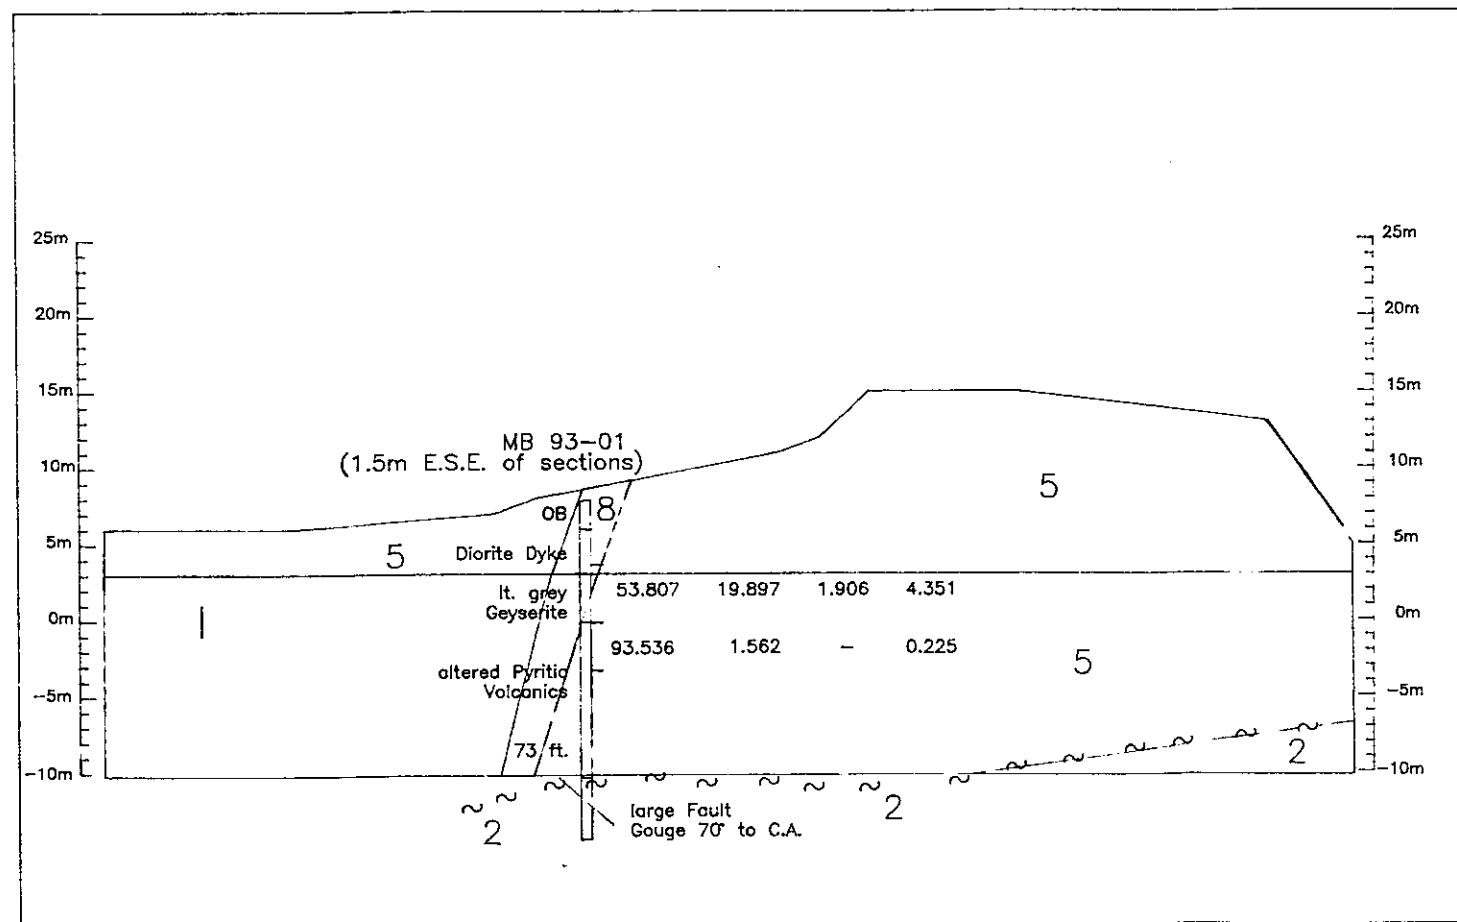 25m
25m
20m
20m
15m
15m
MB 93-01
(1.5m E.S.E. of sections)
10m
10m
5
OB
8
5m
5
Diorite Dyke
5m
lt. grey
Geyserite
53.807 19.897 1.906 4.351
0m
0m
1
93.536 1.562 - 0.225
altered Pyritic
Volcanics
5
-5m
-5m
73 ft.
2
-10m
-10m
2
2
large Fault
Gouge 70° to C.A.